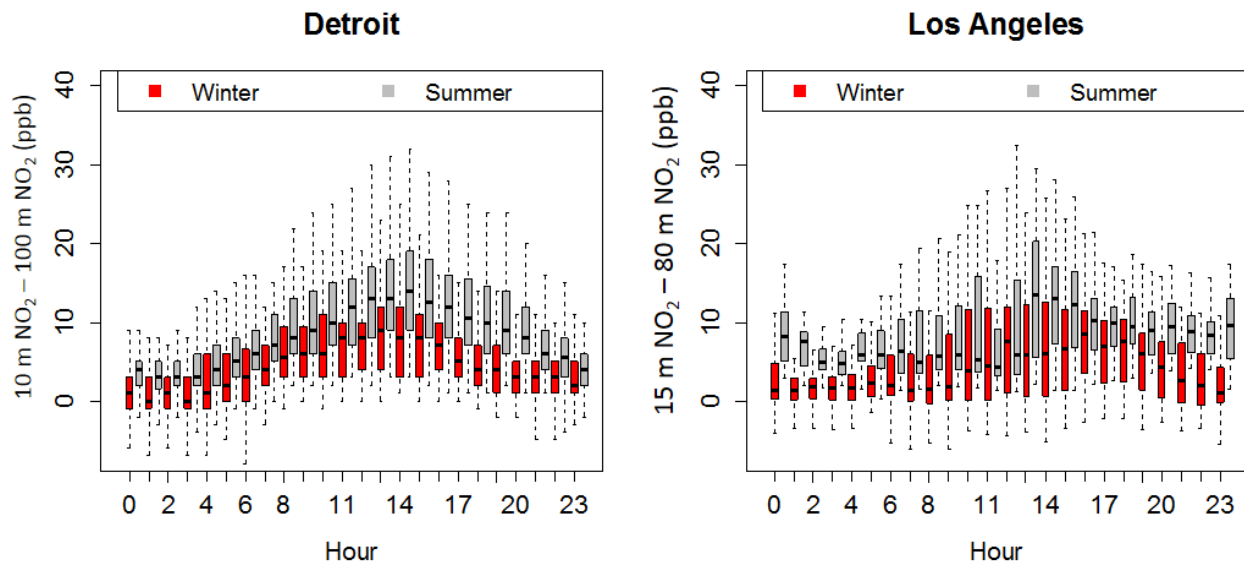 Detroit
Winter Summer
10 m NO₂ – 100 m NO₂ (ppb)
0 10 20 30 40
0 2 4 6 8 11 14 17 20 23
Hour
Los Angeles
Winter Summer
15 m NO₂ – 80 m NO₂ (ppb)
0 10 20 30 40
0 2 4 6 8 11 14 17 20 23
Hour